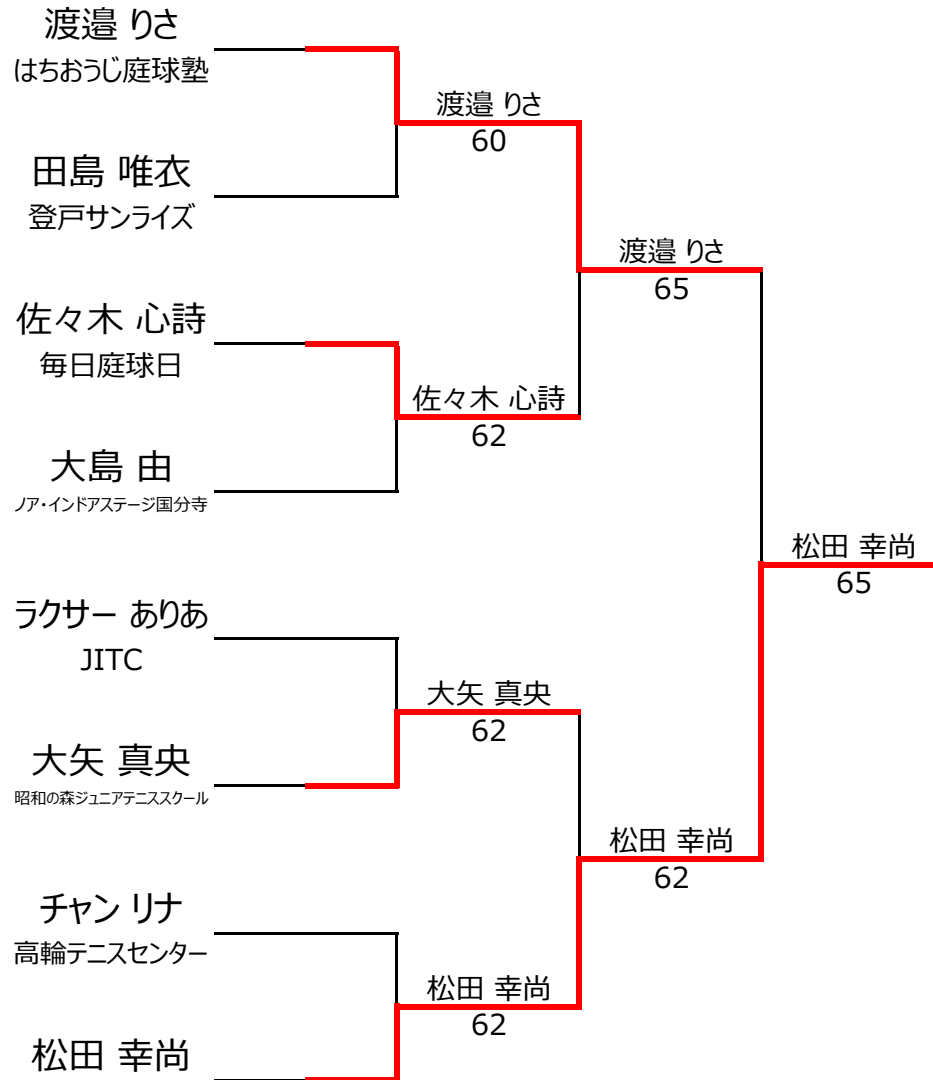 渡邉 りさ
はちおうじ庭球塾
渡邉 りさ
60
田島 唯衣
登戸サンライズ
渡邉 りさ
65
佐々木 心詩
毎日庭球日
佐々木 心詩
62
大島 由
ノア・インドアステージ国分寺
松田 幸尚
65
ラクサー ありあ
JITC
大矢 真央
62
大矢 真央
昭和の森ジュニアテニススクール
松田 幸尚
62
チャン リナ
高輪テニスセンター
松田 幸尚
62
松田 幸尚